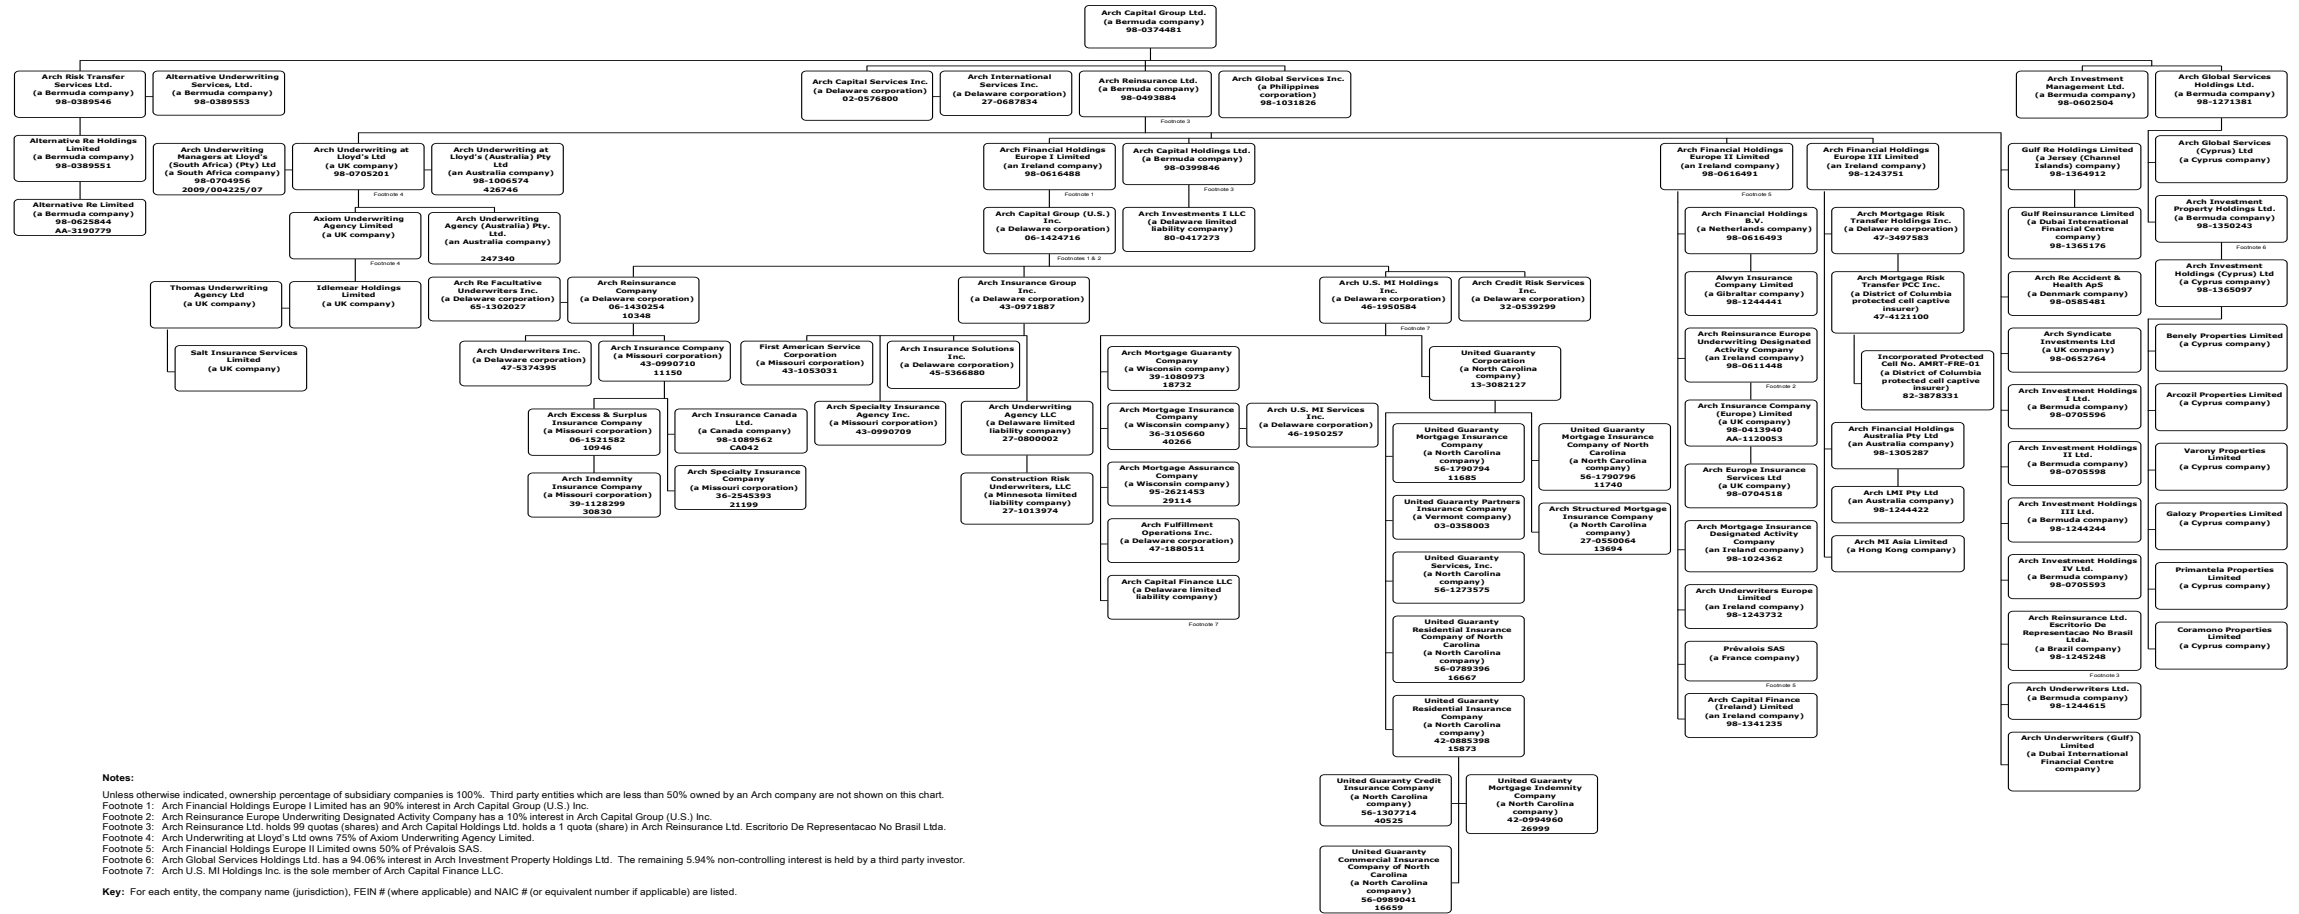 Arch Capital Group Ltd.
(a Bermuda company)
98-0374481
Arch Risk Transfer
Services Ltd.
(a Bermuda company)
98-0389546
Alternative Underwriting
Services, Ltd.
(a Bermuda company)
98-0389553
Arch Capital Services Inc.
(a Delaware corporation)
02-0576800
Arch International
Services Inc.
(a Delaware corporation)
27-0687834
Arch Reinsurance Ltd.
(a Bermuda company)
98-0493884
Footnote 3
Arch Global Services Inc.
(a Philippines
corporation)
98-1031826
Arch Investment
Management Ltd.
(a Bermuda company)
98-0602504
Arch Global Services
Holdings Ltd.
(a Bermuda company)
98-1271381
Alternative Re Holdings
Limited
(a Bermuda company)
98-0389551
Alternative Re Limited
(a Bermuda company)
98-0625844
AA-3190779
Arch Underwriting
Managers at Lloyd's
(South Africa) (Pty) Ltd
(a South Africa company)
98-0704956
2009/004225/07
Arch Underwriting at
Lloyd's Ltd
(a UK company)
98-0705201
Footnote 4
Arch Underwriting at
Lloyd's (Australia) Pty
Ltd
(an Australia company)
98-1006574
426746
Axiom Underwriting
Agency Limited
(a UK company)
Footnote 4
Arch Underwriting
Agency (Australia) Pty.
Ltd.
(an Australia company)
247340
Thomas Underwriting
Agency Ltd
(a UK company)
Idlemear Holdings
Limited
(a UK company)
Salt Insurance Services
Limited
(a UK company)
Arch Financial Holdings
Europe I Limited
(an Ireland company)
98-0616488
Footnote 1
Arch Capital Holdings Ltd.
(a Bermuda company)
98-0399846
Footnote 3
Arch Capital Group (U.S.)
Inc.
(a Delaware corporation)
06-1424716
Footnotes 1 & 2
Arch Investments I LLC
(a Delaware limited
liability company)
80-0417273
Arch Re Facultative
Underwriters Inc.
(a Delaware corporation)
65-1302027
Arch Reinsurance
Company
(a Delaware corporation)
06-1430254
10348
Arch Insurance Group
Inc.
(a Delaware corporation)
43-0971887
Arch U.S. MI Holdings
Inc.
(a Delaware corporation)
46-1950584
Footnote 7
Arch Credit Risk Services
Inc.
(a Delaware corporation)
32-0539299
Arch Underwriters Inc.
(a Delaware corporation)
47-5374395
Arch Insurance Company
(a Missouri corporation)
43-0990710
11150
First American Service
Corporation
(a Missouri corporation)
43-1053031
Arch Insurance Solutions
Inc.
(a Delaware corporation)
45-5366880
Arch Excess & Surplus
Insurance Company
(a Missouri corporation)
06-1521582
10946
Arch Insurance Canada
Ltd.
(a Canada company)
98-1089562
CA042
Arch Specialty Insurance
Agency Inc.
(a Missouri corporation)
43-0990709
Arch Underwriting
Agency LLC
(a Delaware limited
liability company)
27-0800002
Arch Indemnity
Insurance Company
(a Missouri corporation)
39-1128299
30830
Arch Specialty Insurance
Company
(a Missouri corporation)
36-2545393
21199
Construction Risk
Underwriters, LLC
(a Minnesota limited
liability company)
27-1013974
Arch Mortgage Guaranty
Company
(a Wisconsin company)
39-1080973
18732
Arch Mortgage Insurance
Company
(a Wisconsin company)
36-3105660
40266
Arch U.S. MI Services
Inc.
(a Delaware corporation)
46-1950257
Arch Mortgage Assurance
Company
(a Wisconsin company)
95-2621453
29114
Arch Fulfillment
Operations Inc.
(a Delaware corporation)
47-1880511
Arch Capital Finance LLC
(a Delaware limited
liability company)
Footnote 7
United Guaranty
Corporation
(a North Carolina
company)
13-3082127
United Guaranty
Mortgage Insurance
Company
(a North Carolina
company)
56-1790794
11685
United Guaranty
Mortgage Insurance
Company of North
Carolina
(a North Carolina
company)
56-1790796
11740
United Guaranty Partners
Insurance Company
(a Vermont company)
03-0358003
Arch Structured Mortgage
Insurance Company
(a North Carolina
company)
27-0550064
13694
United Guaranty
Services, Inc.
(a North Carolina
company)
56-1273575
United Guaranty
Residential Insurance
Company of North
Carolina
(a North Carolina
company)
56-0789396
16667
United Guaranty
Residential Insurance
Company
(a North Carolina
company)
42-0885398
15873
United Guaranty Credit
Insurance Company
(a North Carolina
company)
56-1307714
40525
United Guaranty
Mortgage Indemnity
Company
(a North Carolina
company)
42-0994960
26999
United Guaranty
Commercial Insurance
Company of North
Carolina
(a North Carolina
company)
56-0989041
16659
Arch Financial Holdings
Europe II Limited
(an Ireland company)
98-0616491
Footnote 5
Arch Financial Holdings
B.V.
(a Netherlands company)
98-0616493
Alwyn Insurance
Company Limited
(a Gibraltar company)
98-1244441
Arch Reinsurance Europe
Underwriting Designated
Activity Company
(an Ireland company)
98-0611448
Footnote 2
Arch Insurance Company
(Europe) Limited
(a UK company)
98-0413940
AA-1120053
Arch Europe Insurance
Services Ltd
(a UK company)
98-0704518
Arch Mortgage Insurance
Designated Activity
Company
(an Ireland company)
98-1024362
Arch Underwriters Europe
Limited
(an Ireland company)
98-1243732
Prévalois SAS
(a France company)
Footnote 5
Arch Capital Finance
(Ireland) Limited
(an Ireland company)
98-1341235
Arch Financial Holdings
Europe III Limited
(an Ireland company)
98-1243751
Arch Mortgage Risk
Transfer Holdings Inc.
(a Delaware corporation)
47-3497583
Arch Mortgage Risk
Transfer PCC Inc.
(a District of Columbia
protected cell captive
insurer)
47-4121100
Incorporated Protected
Cell No. AMRT-FRE-01
(a District of Columbia
protected cell captive
insurer)
82-3878331
Arch Financial Holdings
Australia Pty Ltd
(an Australia company)
98-1305287
Arch LMI Pty Ltd
(an Australia company)
98-1244422
Arch MI Asia Limited
(a Hong Kong company)
Gulf Re Holdings Limited
(a Jersey (Channel
Islands) company)
98-1364912
Gulf Reinsurance Limited
(a Dubai International
Financial Centre
company)
98-1365176
Arch Re Accident &
Health ApS
(a Denmark company)
98-0585481
Arch Syndicate
Investments Ltd
(a UK company)
98-0652764
Arch Investment Holdings
I Ltd.
(a Bermuda company)
98-0705596
Arch Investment Holdings
II Ltd.
(a Bermuda company)
98-0705598
Arch Investment Holdings
III Ltd.
(a Bermuda company)
98-1244244
Arch Investment Holdings
IV Ltd.
(a Bermuda company)
98-0705593
Arch Reinsurance Ltd.
Escritorio De
Representacao No Brasil
Ltda.
(a Brazil company)
98-1245248
Footnote 3
Arch Underwriters Ltd.
(a Bermuda company)
98-1244615
Arch Underwriters (Gulf)
Limited
(a Dubai International
Financial Centre
company)
Arch Global Services
(Cyprus) Ltd
(a Cyprus company)
Arch Investment
Property Holdings Ltd.
(a Bermuda company)
98-1350243
Footnote 6
Arch Investment
Holdings (Cyprus) Ltd
(a Cyprus company)
98-1365097
Benely Properties Limited
(a Cyprus company)
Arcozil Properties Limited
(a Cyprus company)
Varony Properties
Limited
(a Cyprus company)
Galozy Properties Limited
(a Cyprus company)
Primantela Properties
Limited
(a Cyprus company)
Coramono Properties
Limited
(a Cyprus company)
Notes:
Unless otherwise indicated, ownership percentage of subsidiary companies is 100%. Third party entities which are less than 50% owned by an Arch company are not shown on this chart.
Footnote 1: Arch Financial Holdings Europe I Limited has an 90% interest in Arch Capital Group (U.S.) Inc.
Footnote 2: Arch Reinsurance Europe Underwriting Designated Activity Company has a 10% interest in Arch Capital Group (U.S.) Inc.
Footnote 3: Arch Reinsurance Ltd. holds 99 quotas (shares) and Arch Capital Holdings Ltd. holds a 1 quota (share) in Arch Reinsurance Ltd. Escritorio De Representacao No Brasil Ltda.
Footnote 4: Arch Underwriting at Lloyd's Ltd owns 75% of Axiom Underwriting Agency Limited.
Footnote 5: Arch Financial Holdings Europe II Limited owns 50% of Prévalois SAS.
Footnote 6: Arch Global Services Holdings Ltd. has a 94.06% interest in Arch Investment Property Holdings Ltd. The remaining 5.94% non-controlling interest is held by a third party investor.
Footnote 7: Arch U.S. MI Holdings Inc. is the sole member of Arch Capital Finance LLC.
Key: For each entity, the company name (jurisdiction), FEIN # (where applicable) and NAIC # (or equivalent number if applicable) are listed.